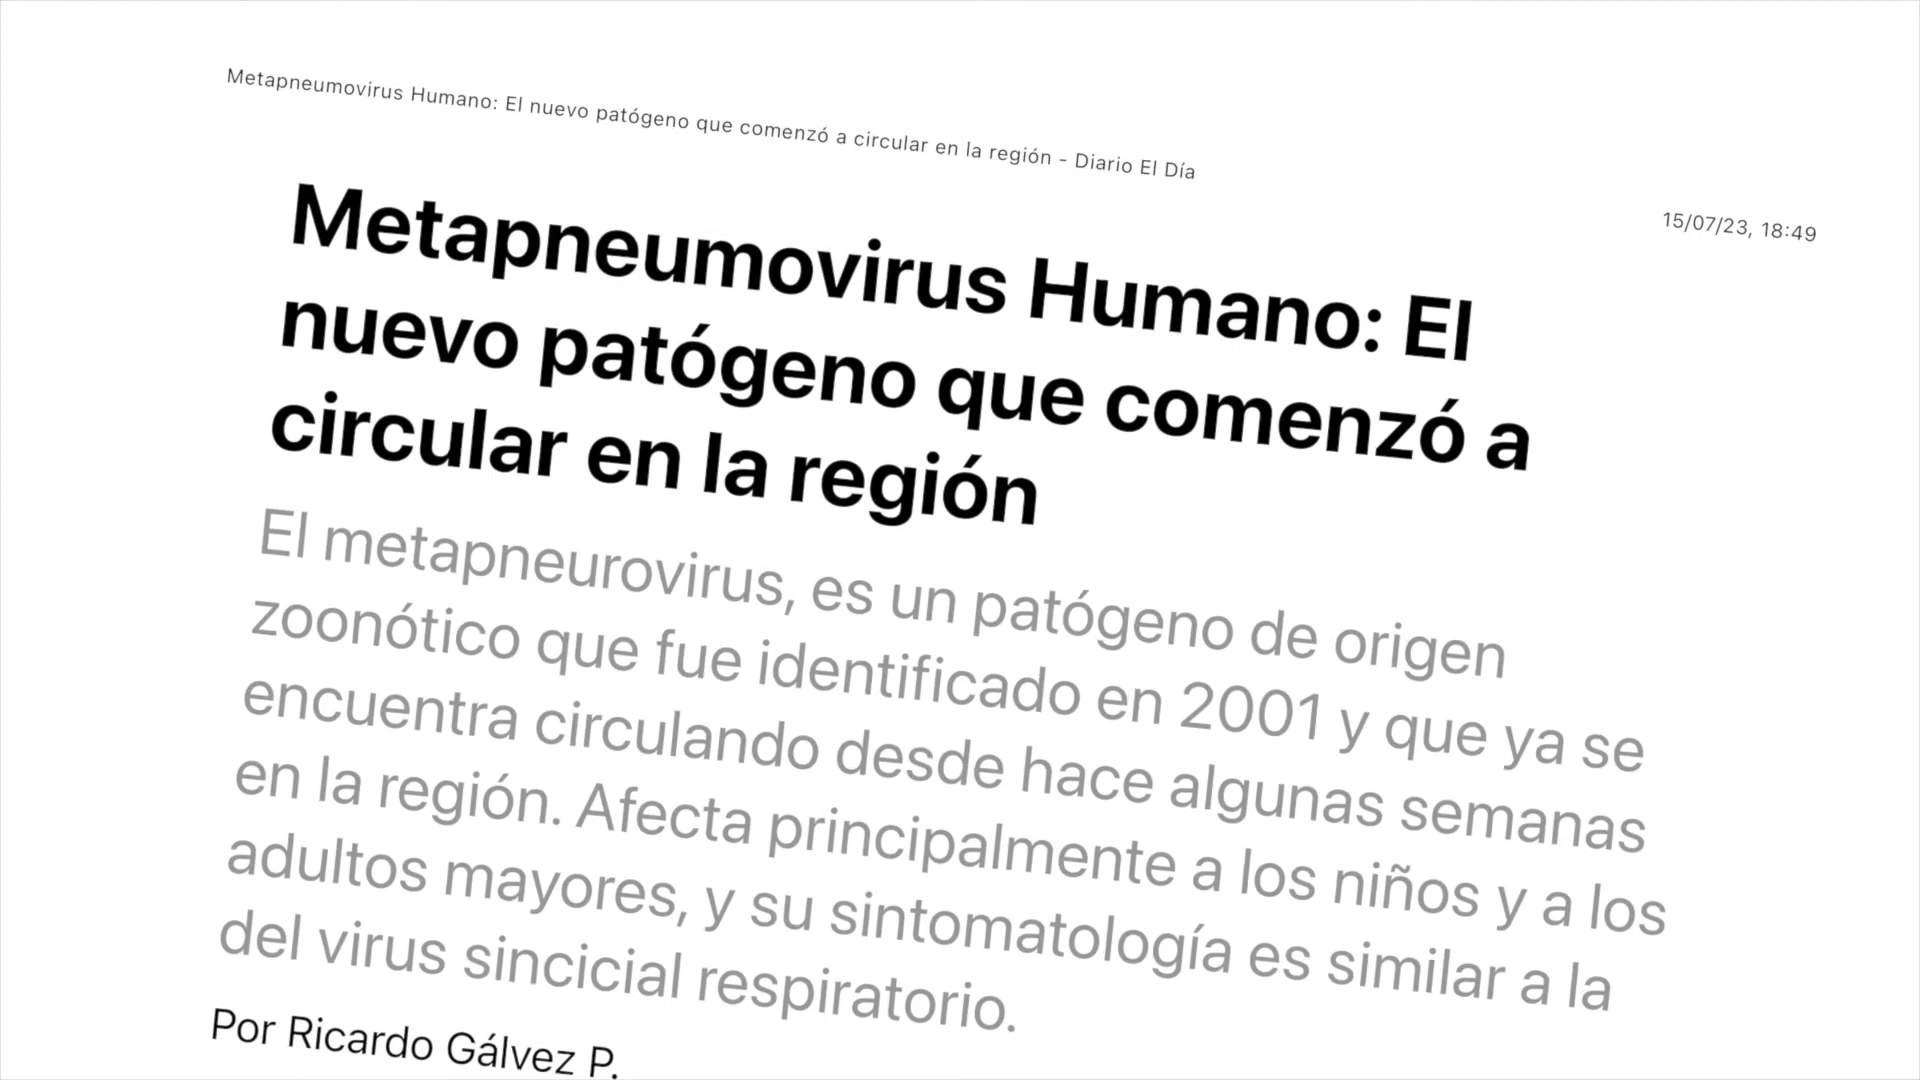 Metapneumovirus Humano: El nuevo patógeno que comenzó a circular en la región - Diario El Día
15/07/23, 18:49
Metapneumovirus Humano: El
nuevo patógeno que comenzó a
circular en la región
El metapneurovirus, es un patógeno de origen
zoonótico que fue identificado en 2001 y que ya se
encuentra circulando desde hace algunas semanas
en la región. Afecta principalmente a los niños y a los
adultos mayores, y su sintomatología es similar a la
del virus sincicial respiratorio.
Por Ricardo Gálvez P.